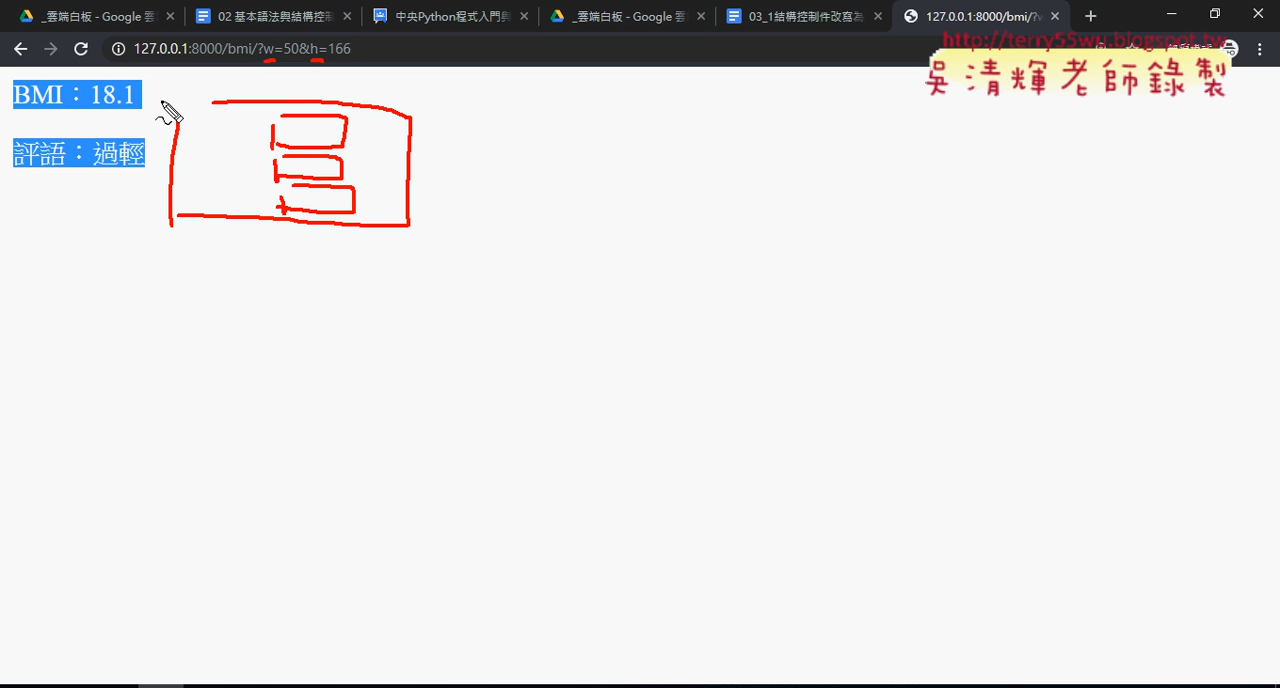 _雲端白板 - Google 雲
02 基本語法與結構控制
中央Python程式入門與
_雲端白板 - Google 雲
03_1結構控制件改寫為
127.0.0.1:8000/bmi/?w
127.0.0.1:8000/bmi/?w=50&h=166
http://terry55wu.blogspot.tw
吳清輝老師錄製
BMI：18.1
評語：過輕